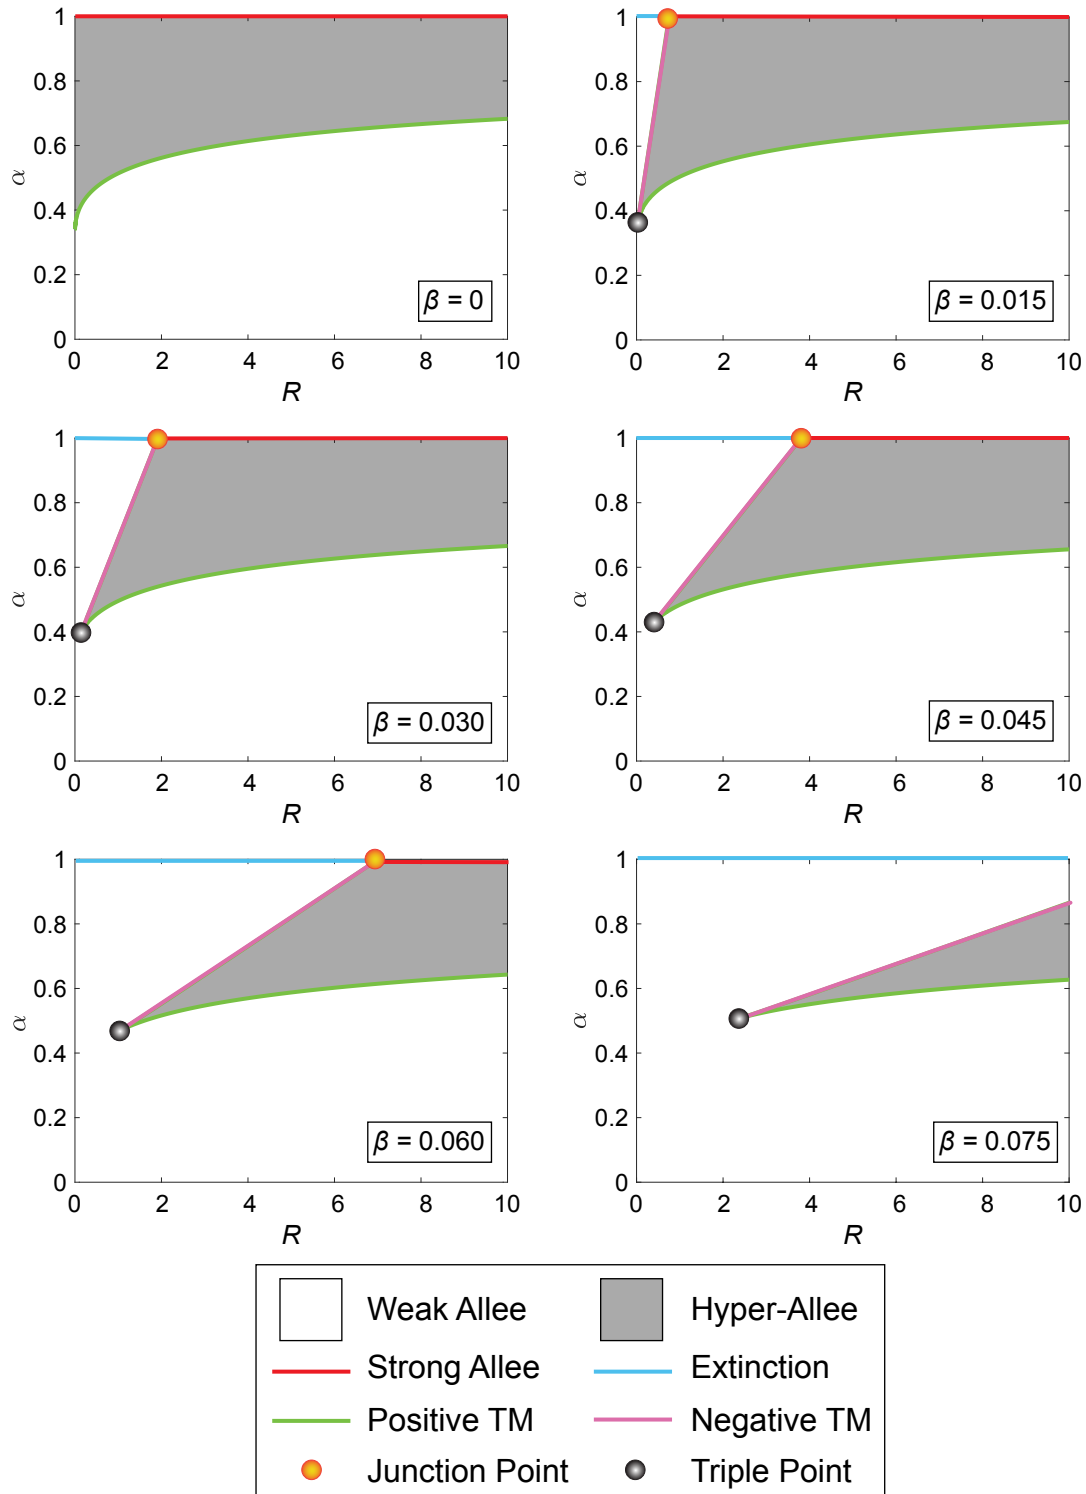 1
0.8
0.6
α
0.4
0.2
0
0 2 4 6 8 10
R
β = 0
1
0.8
0.6
α
0.4
0.2
0
0 2 4 6 8 10
R
β = 0.015
1
0.8
0.6
α
0.4
0.2
0
0 2 4 6 8 10
R
β = 0.030
1
0.8
0.6
α
0.4
0.2
0
0 2 4 6 8 10
R
β = 0.045
1
0.8
0.6
α
0.4
0.2
0
0 2 4 6 8 10
R
β = 0.060
1
0.8
0.6
α
0.4
0.2
0
0 2 4 6 8 10
R
β = 0.075
Weak Allee Hyper-Allee
Strong Allee Extinction
Positive TM Negative TM
Junction Point Triple Point